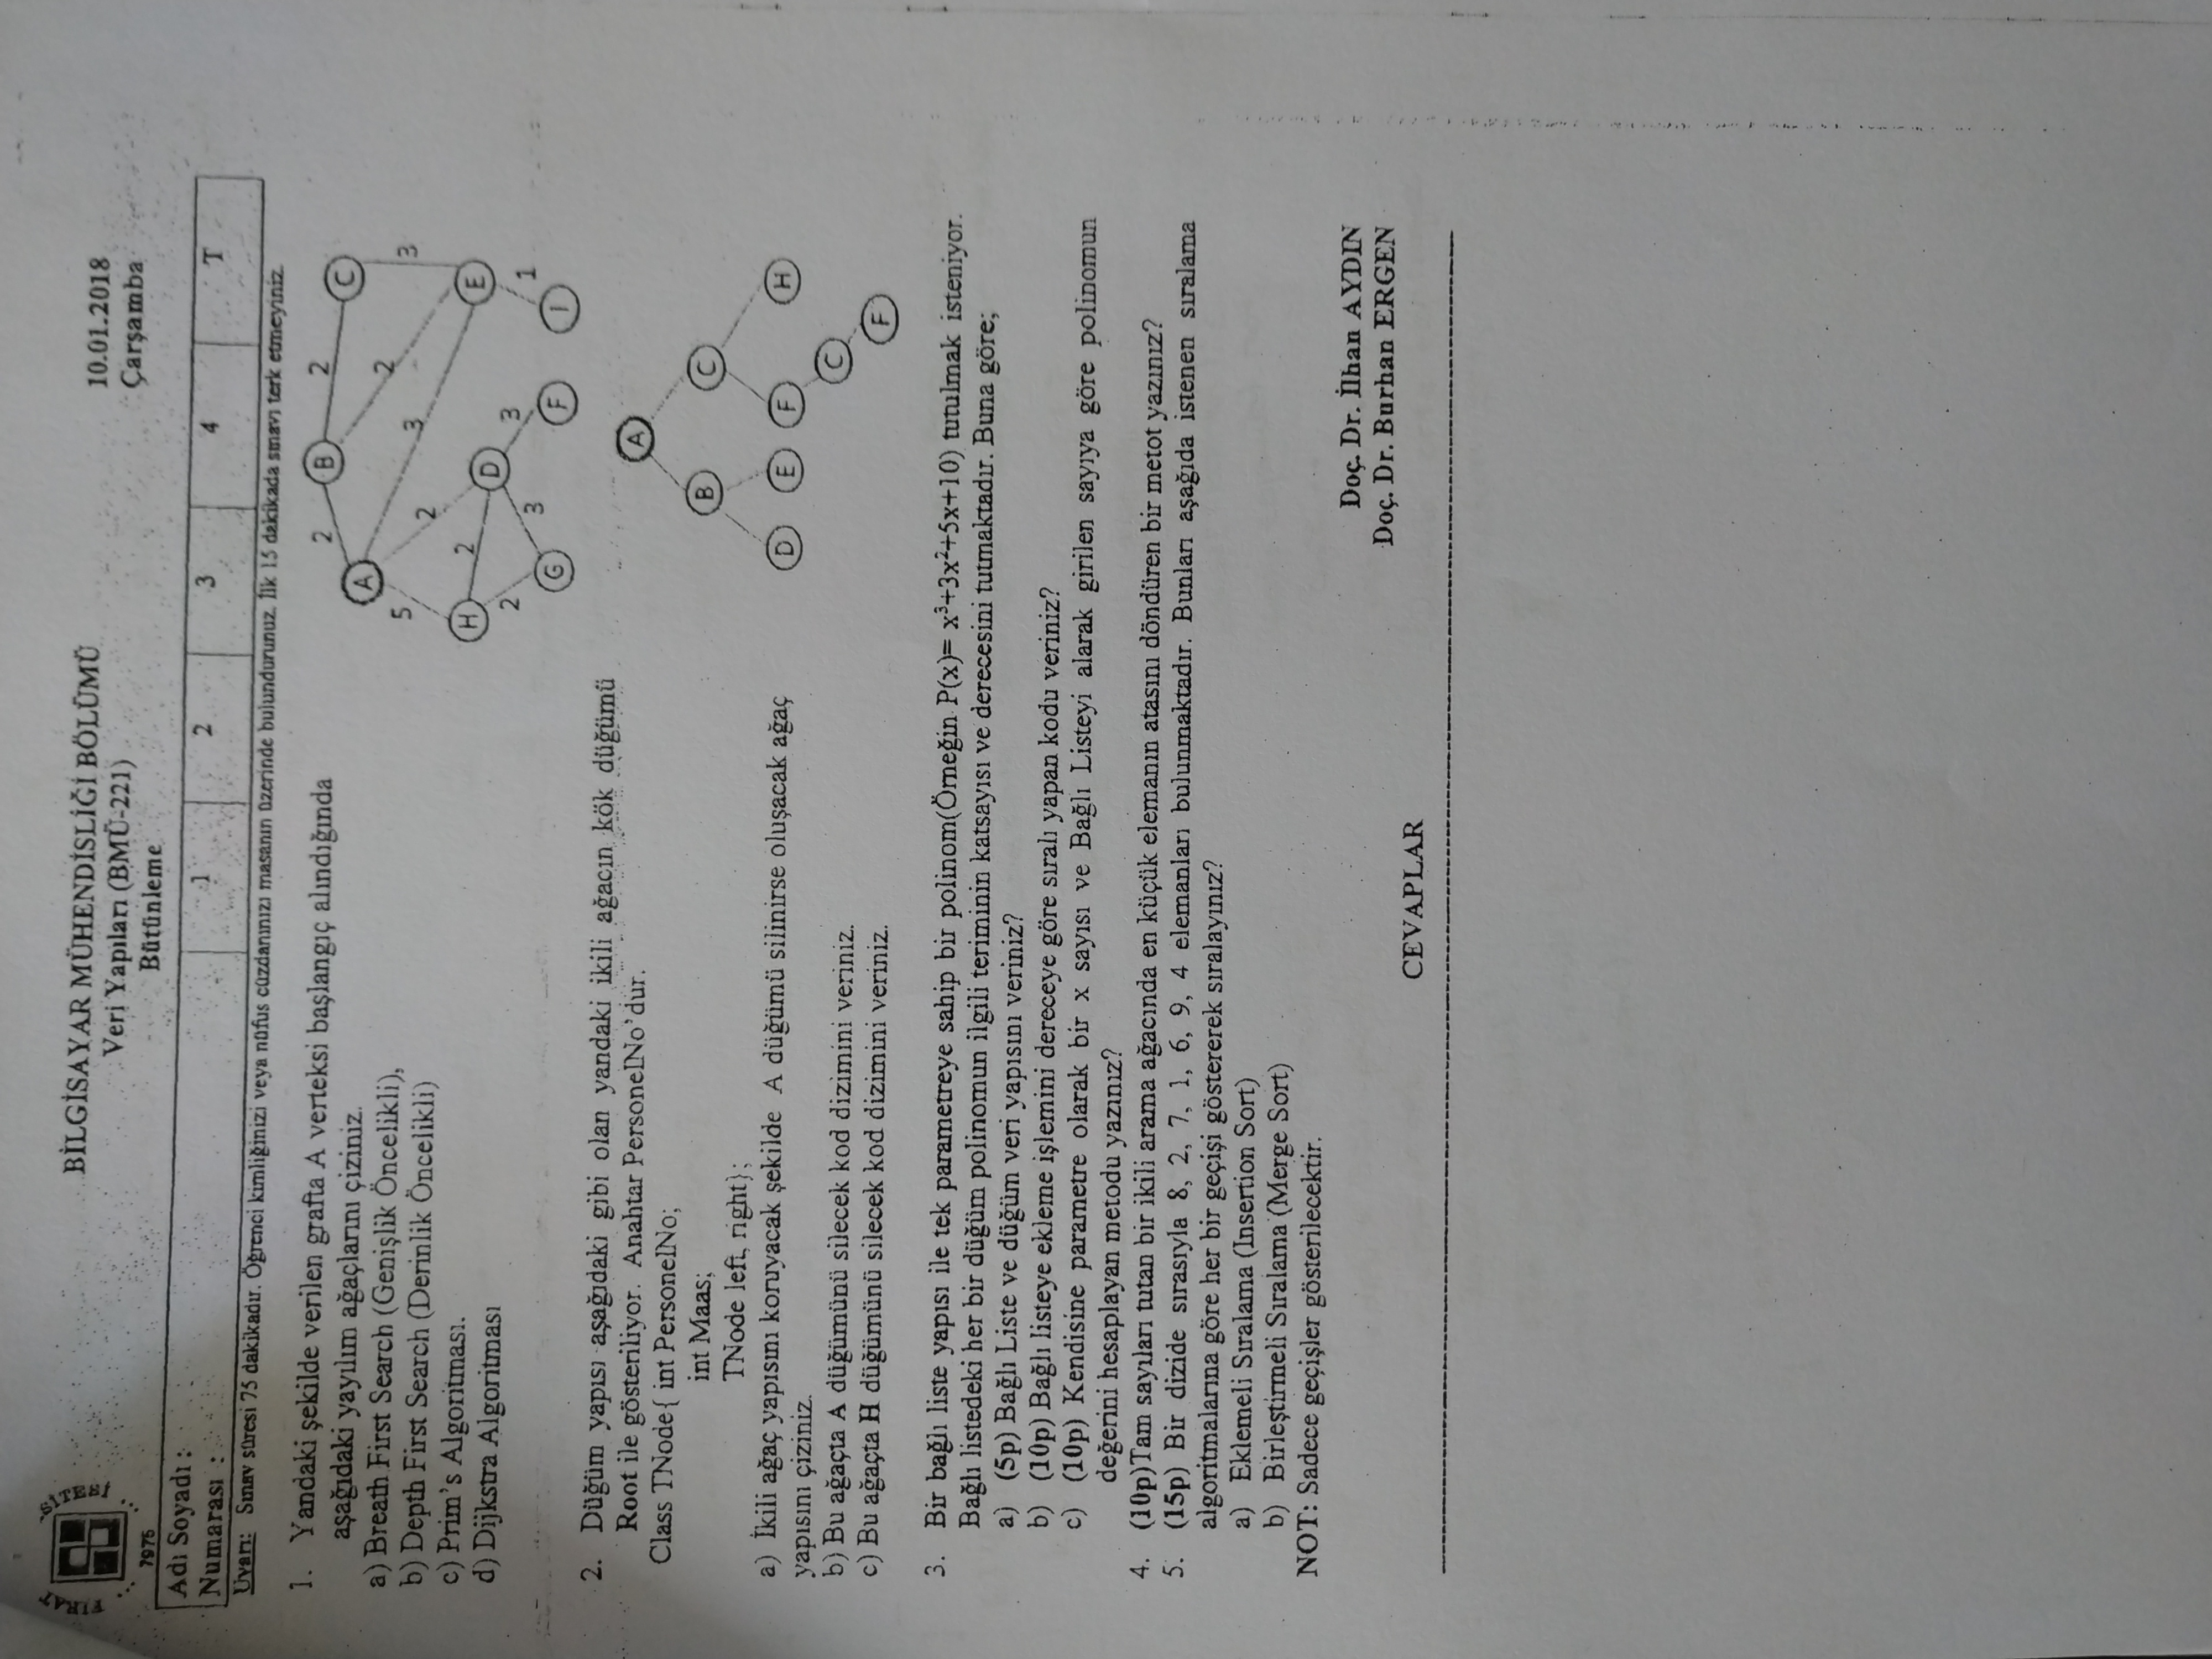 FIRAT
SİTESİ
1975
BİLGİSAYAR MÜHENDİSLİĞİ BÖLÜMÜ
Veri Yapıları (BMÜ-221)
Bütünleme
10.01.2018
Çarşamba
Adı Soyadı :
Numarası :
1 2 3 4 T
Uyarı: Sınav süresi 75 dakikadır. Öğrenci kimliğinizi veya nüfus cüzdanınızı masanın üzerinde bulundurunuz. İlk 15 dakikada sınavı terk etmeyiniz.
1. Yandaki şekilde verilen grafta A verteksi başlangıç alındığında
aşağıdaki yayılım ağaçlarını çiziniz.
a) Breath First Search (Genişlik Öncelikli),
b) Depth First Search (Derinlik Öncelikli)
c) Prim's Algoritması.
d) Dijkstra Algoritması
2 B 2
C
A
5 2 3 2 3
H 2 D E
2 3 3 1
G F I
2. Düğüm yapısı aşağıdaki gibi olan yandaki ikili ağacın kök düğümü
Root ile gösteriliyor. Anahtar PersonelNo'dur.
Class TNode{ int PersonelNo;
int Maas;
TNode left, right};
a) İkili ağaç yapısını koruyacak şekilde A düğümü silinirse oluşacak ağaç
yapısını çiziniz.
b) Bu ağaçta A düğümünü silecek kod dizimini veriniz.
c) Bu ağaçta H düğümünü silecek kod dizimini veriniz.
A
B C
D E F H
C
F
3. Bir bağlı liste yapısı ile tek parametreye sahip bir polinom(Örneğin P(x)= x³+3x²+5x+10) tutulmak isteniyor.
Bağlı listedeki her bir düğüm polinomun ilgili teriminin katsayısı ve derecesini tutmaktadır. Buna göre;
a) (5p) Bağlı Liste ve düğüm veri yapısını veriniz?
b) (10p) Bağlı listeye ekleme işlemini dereceye göre sıralı yapan kodu veriniz?
c) (10p) Kendisine parametre olarak bir x sayısı ve Bağlı Listeyi alarak girilen sayıya göre polinomun
değerini hesaplayan metodu yazınız?
4. (10p)Tam sayıları tutan bir ikili arama ağacında en küçük elemanın atasını döndüren bir metot yazınız?
5. (15p) Bir dizide sırasıyla 8, 2, 7, 1, 6, 9, 4 elemanları bulunmaktadır. Bunları aşağıda istenen sıralama
algoritmalarına göre her bir geçişi göstererek sıralayınız?
a) Eklemeli Sıralama (Insertion Sort)
b) Birleştirmeli Sıralama (Merge Sort)
NOT: Sadece geçişler gösterilecektir.
Doç. Dr. İlhan AYDIN
Doç. Dr. Burhan ERGEN
CEVAPLAR